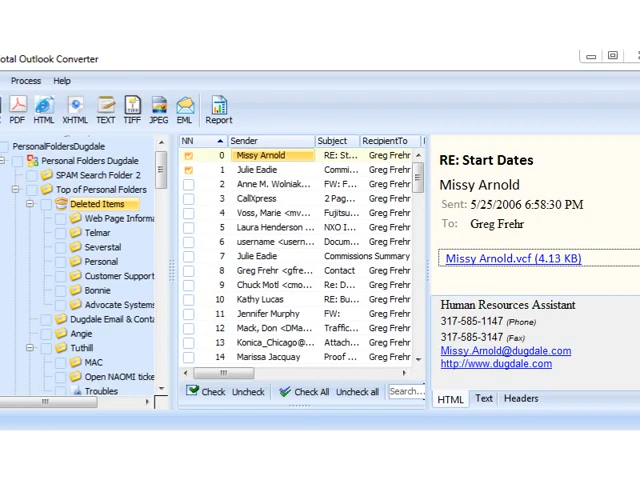 otal Outlook Converter
Process Help
PDF HTML XHTML TEXT TIFF JPEG EML Report
PersonalFoldersDugdale
Personal Folders Dugdale
SPAM Search Folder 2
Top of Personal Folders
Deleted Items
Web Page Informa
Telmar
Severstal
Personal
Customer Support
Bonnie
Advocate Systems
Dugdale Email & Conta
Angie
Tuthill
MAC
Open NAOMI ticke
Troubles
NN Sender Subject RecipientTo
0 Missy Arnold RE: St... Greg Frehr
1 Julie Eadie Commi... Greg Frehr
2 Anne M. Wolniak... FW: F... Greg Frehr
3 CallXpress 2 Pag... Greg Frehr
4 Voss, Marie <mv... Fujitsu... Greg Frehr
5 Laura Henderson ... NXO I... Greg Frehr
6 username <usern... Docum... Greg Frehr
7 Julie Eadie Commissions Summary
8 Greg Frehr <gfre... Contact Greg Frehr
9 Chuck Motl <cmo... Re: D... Greg Frehr
10 Kathy Lucas RE: Bu... Greg Frehr
11 Jennifer Murphy FW: Greg Frehr
12 Mack, Don <DMa... Traffic... Greg Frehr
13 Konica_Chicago@... Attach... Greg Frehr
14 Marissa Jacquay Proof ... Greg Frehr
Check Uncheck Check All Uncheck all Search...
RE: Start Dates
Missy Arnold
Sent: 5/25/2006 6:58:30 PM
To: Greg Frehr
Missy Arnold.vcf (4.13 KB)
Human Resources Assistant
317-585-1147 (Phone)
317-585-3147 (Fax)
Missy.Arnold@dugdale.com
http://www.dugdale.com
HTML Text Headers